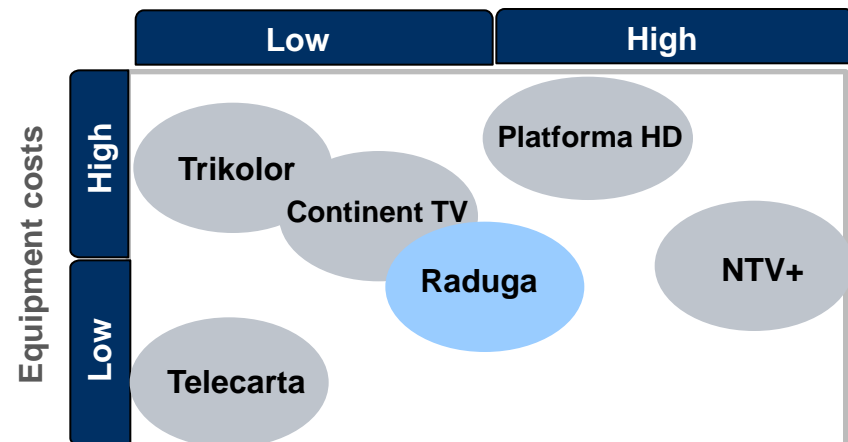 Low
High
Equipment costs
High
Low
Platforma HD
Trikolor
Continent TV
Raduga
NTV+
Telecarta